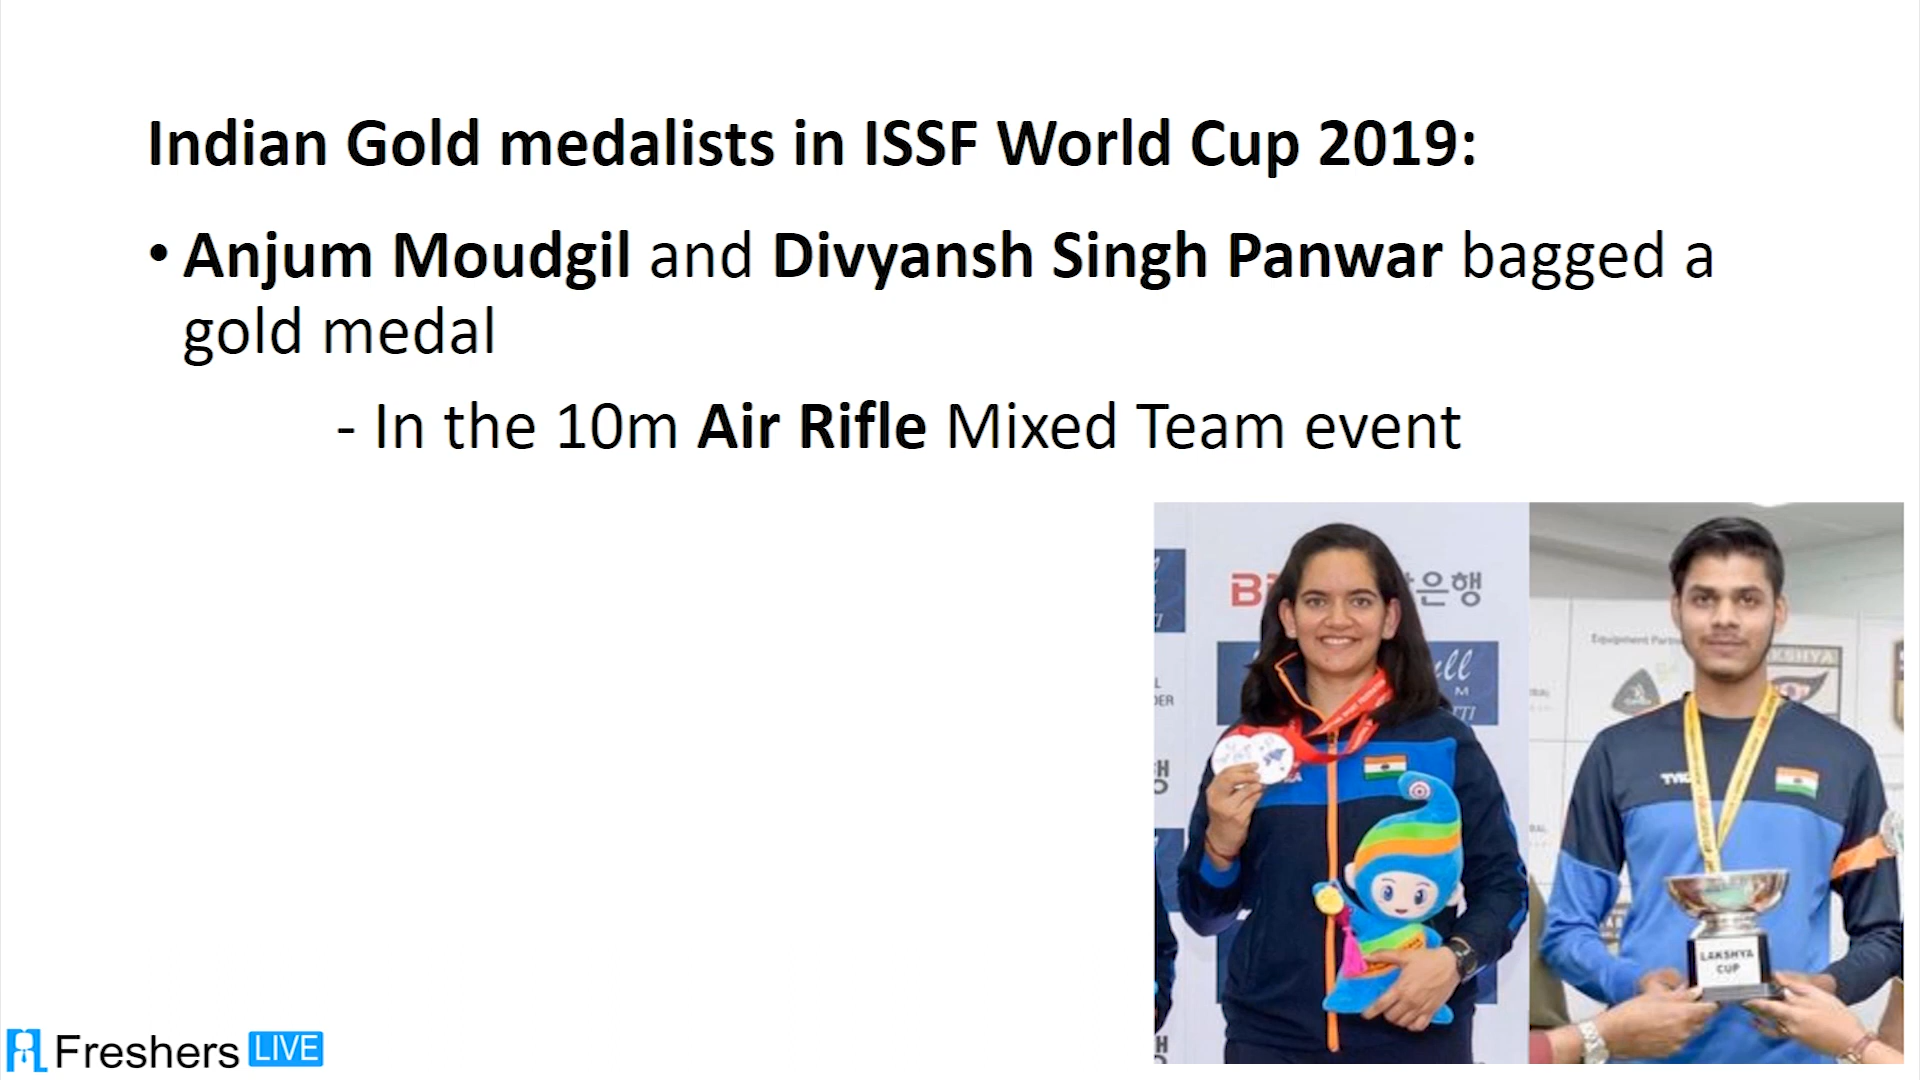 Indian Gold medalists in ISSF World Cup 2019:
• Anjum Moudgil and Divyansh Singh Panwar bagged a
gold medal
- In the 10m Air Rifle Mixed Team event
은행
Equipment
LAKSHYA
LAKSHYA
CUP
Freshers LIVE